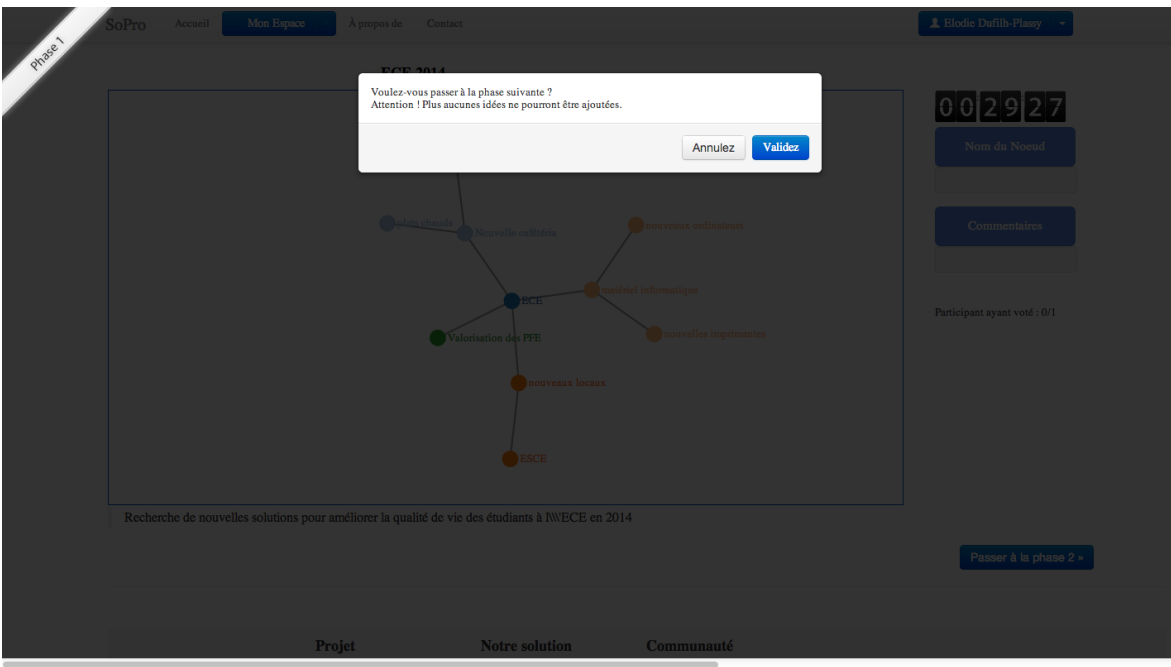 Phase 1
SoPro Accueil Mon Espace À propos de Contact Elodie Dufilh-Plassy
ECE 2014
Voulez-vous passer à la phase suivante ?
Attention ! Plus aucunes idées ne pourront être ajoutées.
Annulez Validez
002927
Nom du Noeud
plats chauds
Nouvelle cafétéria
nouveaux ordinateurs
Commentaires
matériel informatique
ECE
Participant ayant voté : 0/1
Valorisation des PFE
nouvelles imprimantes
nouveaux locaux
ESCE
Recherche de nouvelles solutions pour améliorer la qualité de vie des étudiants à l\\\\'ECE en 2014
Passer à la phase 2 »
Projet Notre solution Communauté